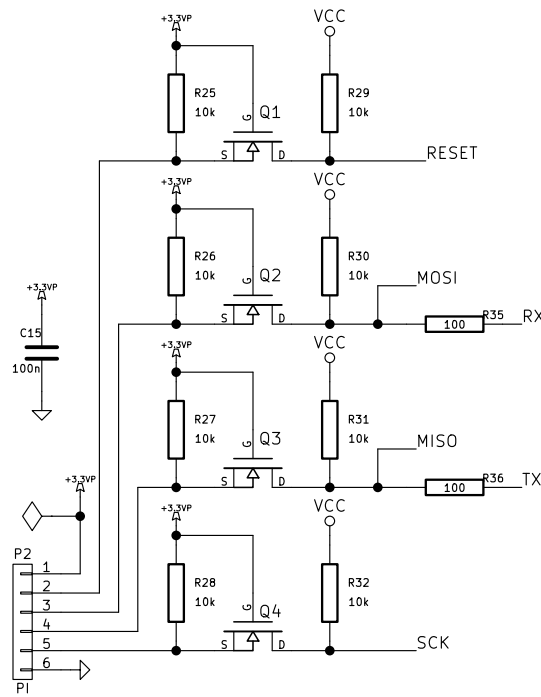 +3.3VP
VCC
R25
10k
R29
10k
G
Q1
S
D
RESET
+3.3VP
VCC
R26
10k
R30
10k
G
Q2
MOSI
S
D
R35
100
RX
+3.3VP
C15
100n
+3.3VP
VCC
R27
10k
R31
10k
G
Q3
MISO
S
D
R36
100
TX
+3.3VP
+3.3VP
VCC
P2
R28
10k
R32
10k
G
Q4
S
D
SCK
1
2
3
4
5
6
P1